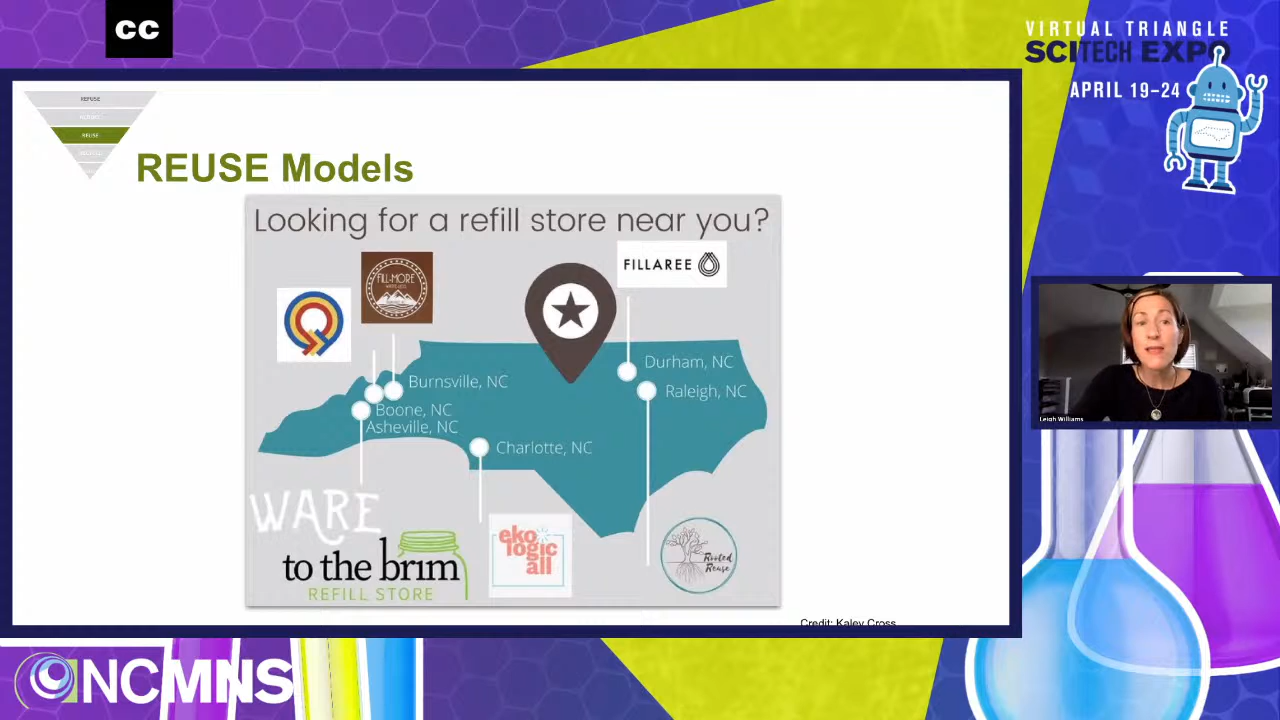 CC
VIRTUAL TRIANGLE
SCITECH EXPO
APRIL 19–24
REFUSE
REUSE
REUSE Models
Looking for a refill store near you?
FILL-MORE
FILLAREE
Durham, NC
Burnsville, NC
Raleigh, NC
Boone, NC
Asheville, NC
Charlotte, NC
WARE
to the brim
REFILL STORE
eko
logic
all
Rooted
Reuse
Leigh Williams
Credit: Kaley Cross
NCMNS